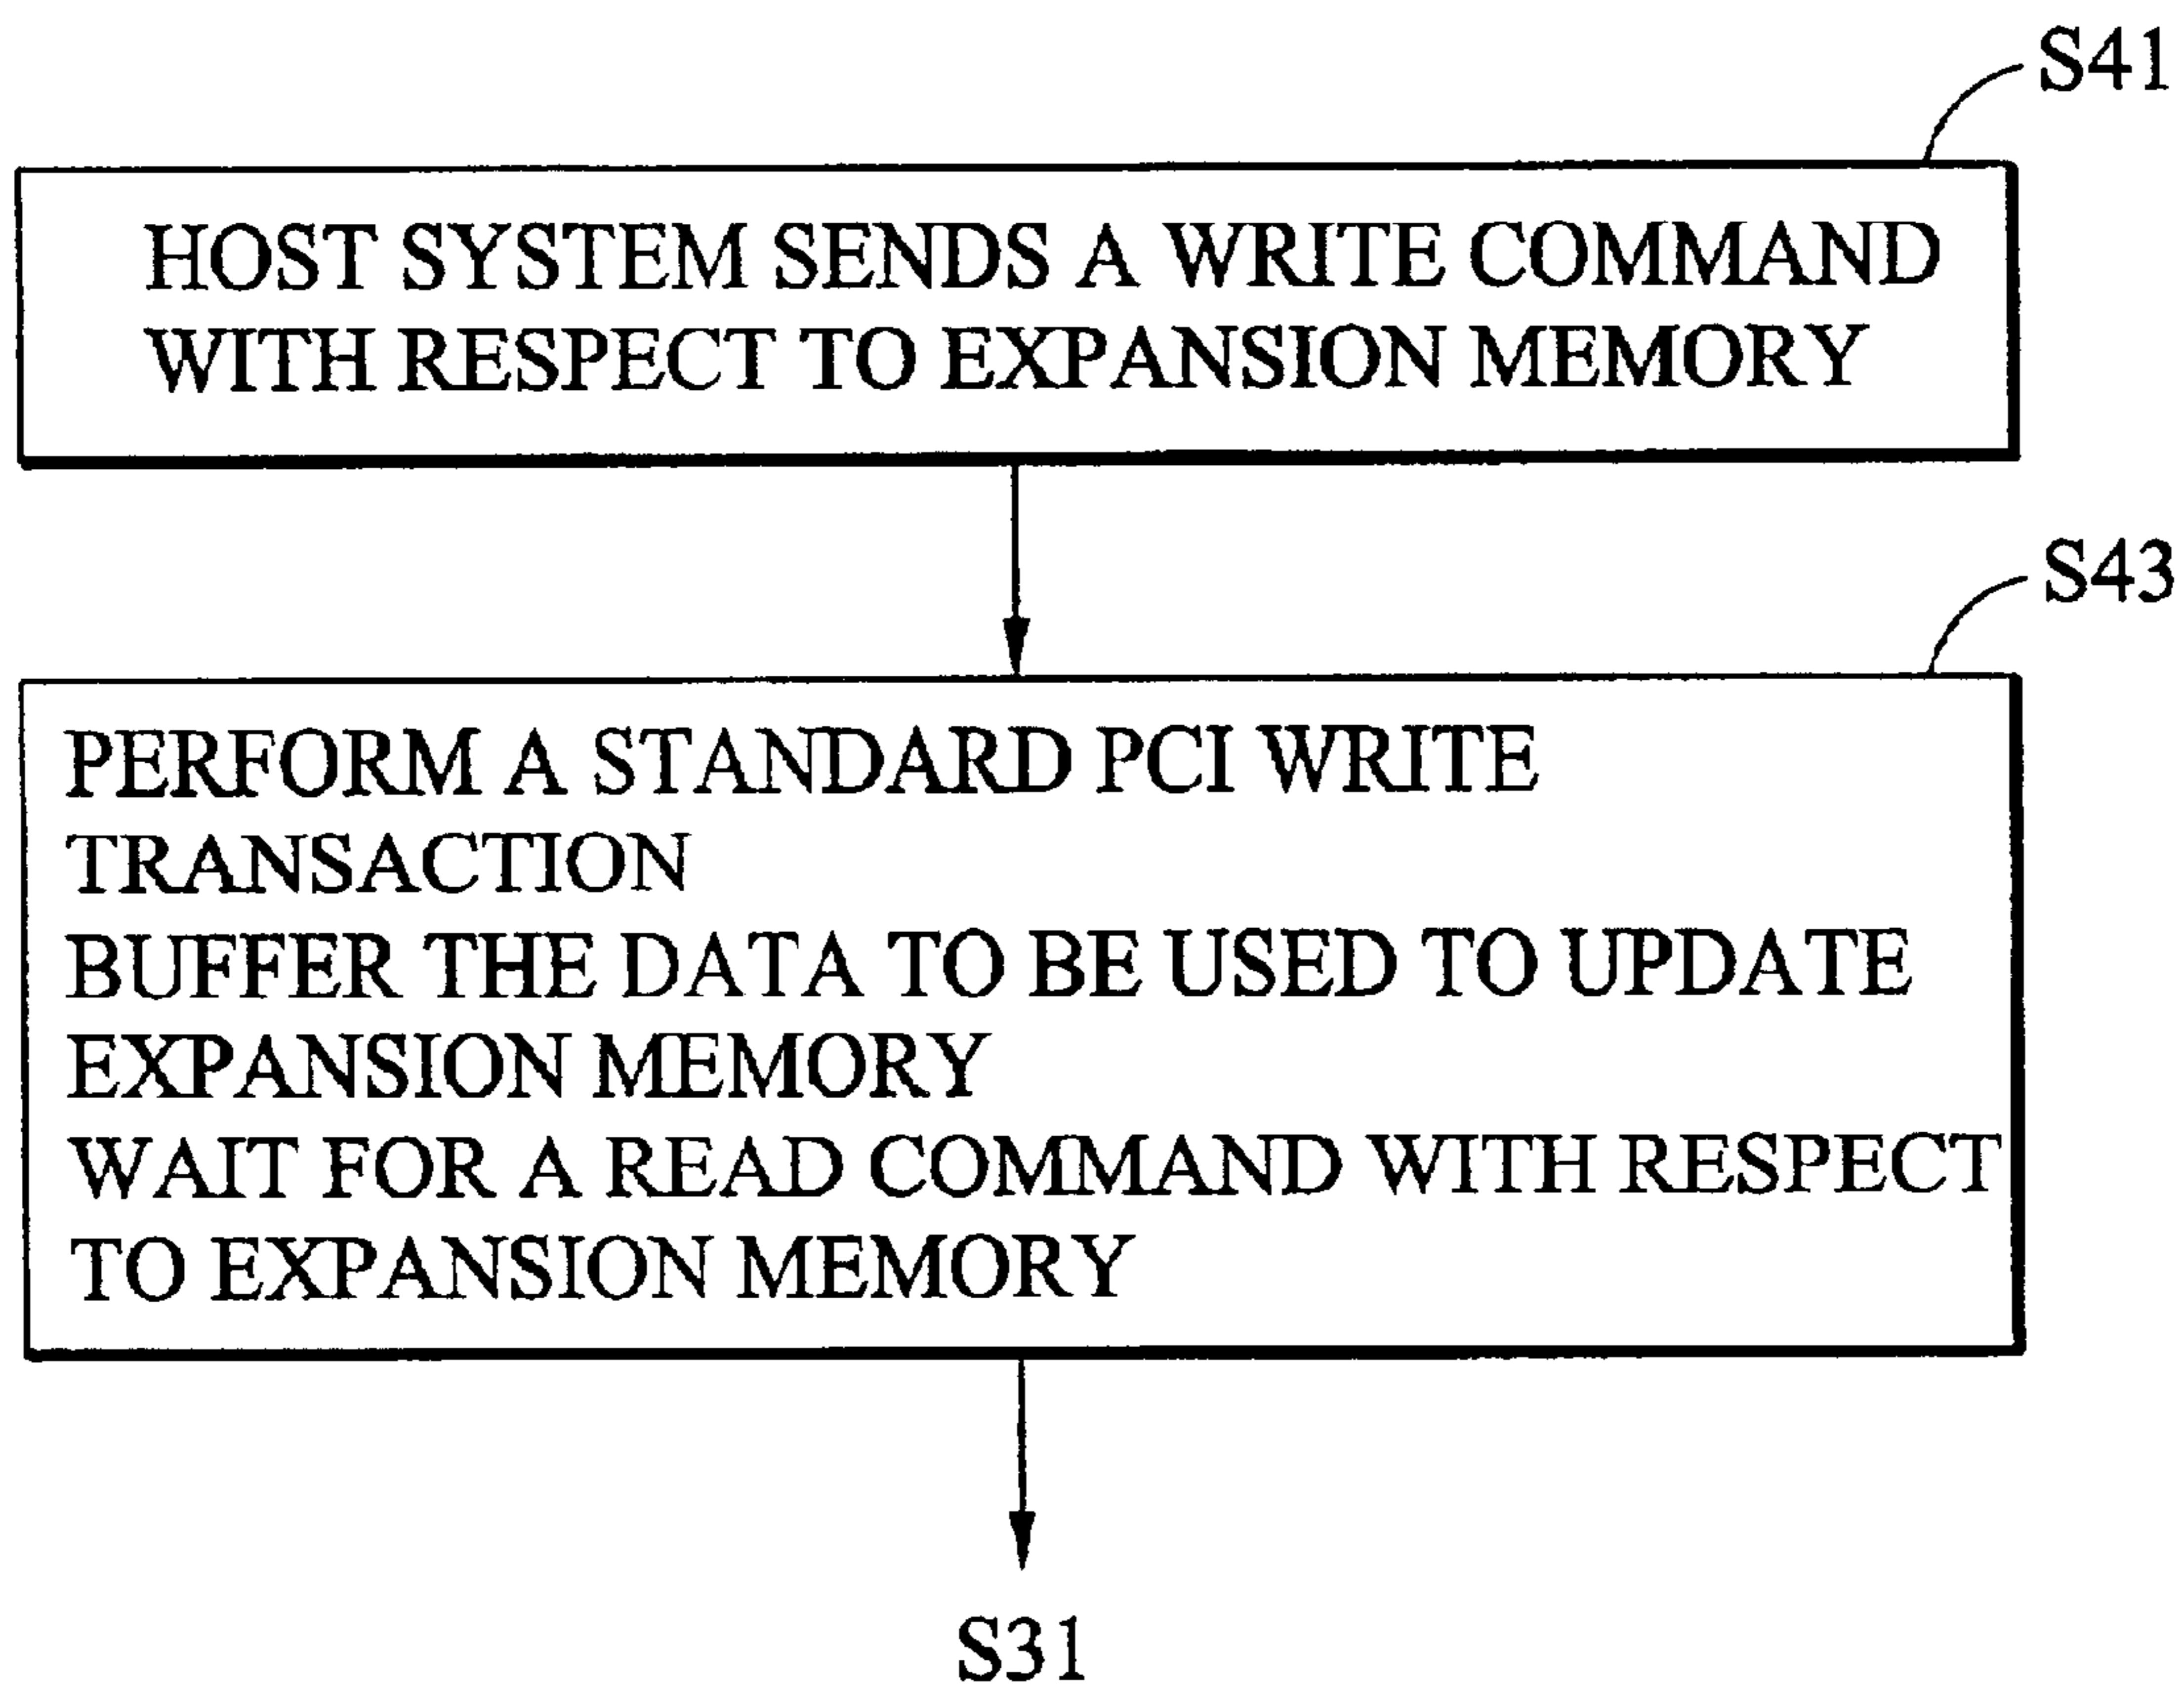 S41
HOST SYSTEM SENDS A WRITE COMMAND
WITH RESPECT TO EXPANSION MEMORY
S43
PERFORM A STANDARD PCI WRITE
TRANSACTION
BUFFER THE DATA TO BE USED TO UPDATE
EXPANSION MEMORY
WAIT FOR A READ COMMAND WITH RESPECT
TO EXPANSION MEMORY
S31